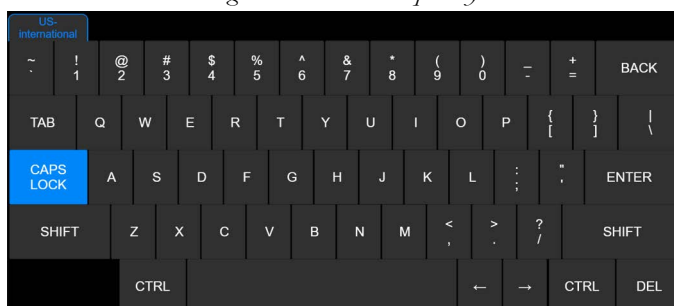 US-
international
~ ! @ # $ % ^ & * ( ) _ +
` 1 2 3 4 5 6 7 8 9 0 - = BACK
TAB Q W E R T Y U I O P { } |
[ ] \
CAPS
LOCK A S D F G H J K L : " ENTER
; '
SHIFT Z X C V B N M < > ? SHIFT
, . /
CTRL ← → CTRL DEL